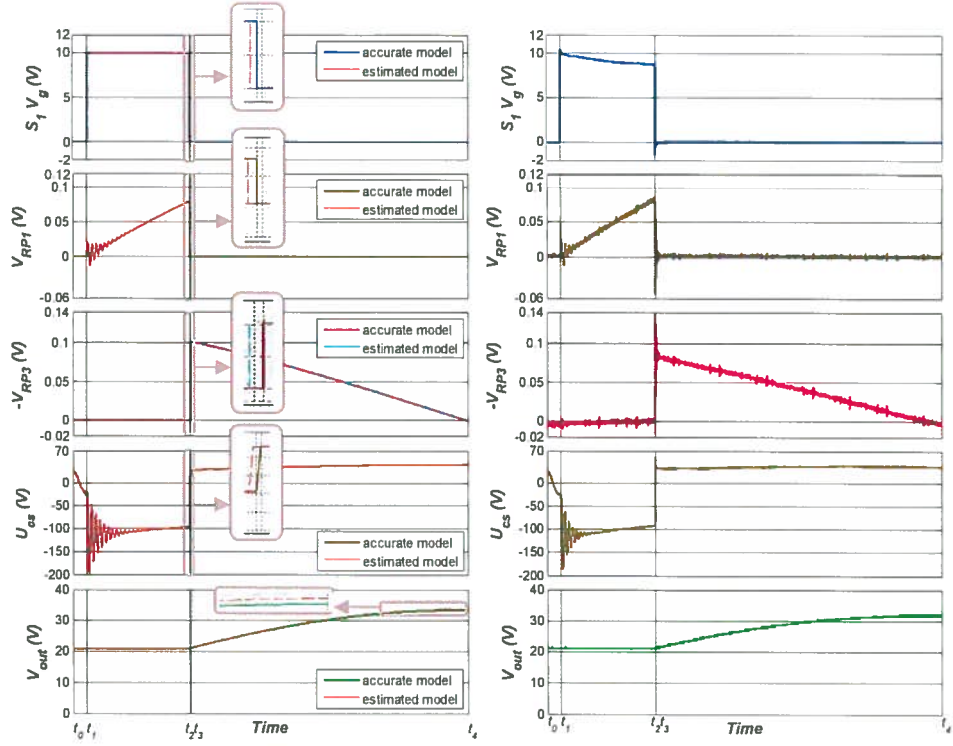 12
10
5
0
-2
S1 Vg (V)
accurate model
estimated model
0.12
0.1
0.05
0
-0.06
VRP1 (V)
accurate model
estimated model
0.14
0.1
0.05
0
-0.02
-VRP3 (V)
accurate model
estimated model
70
50
0
-50
-100
-150
-200
Ucs (V)
accurate model
estimated model
40
30
20
10
0
Vout (V)
accurate model
estimated model
t0 t1 t2 t3 Time t4
12
10
5
0
-2
S1 Vg (V)
0.12
0.1
0.05
0
-0.06
VRP1 (V)
0.14
0.1
0.05
0
-0.02
-VRP3 (V)
70
50
0
-50
-100
-150
-200
Ucs (V)
40
30
20
10
0
Vout (V)
t0 t1 t2 t3 Time t4